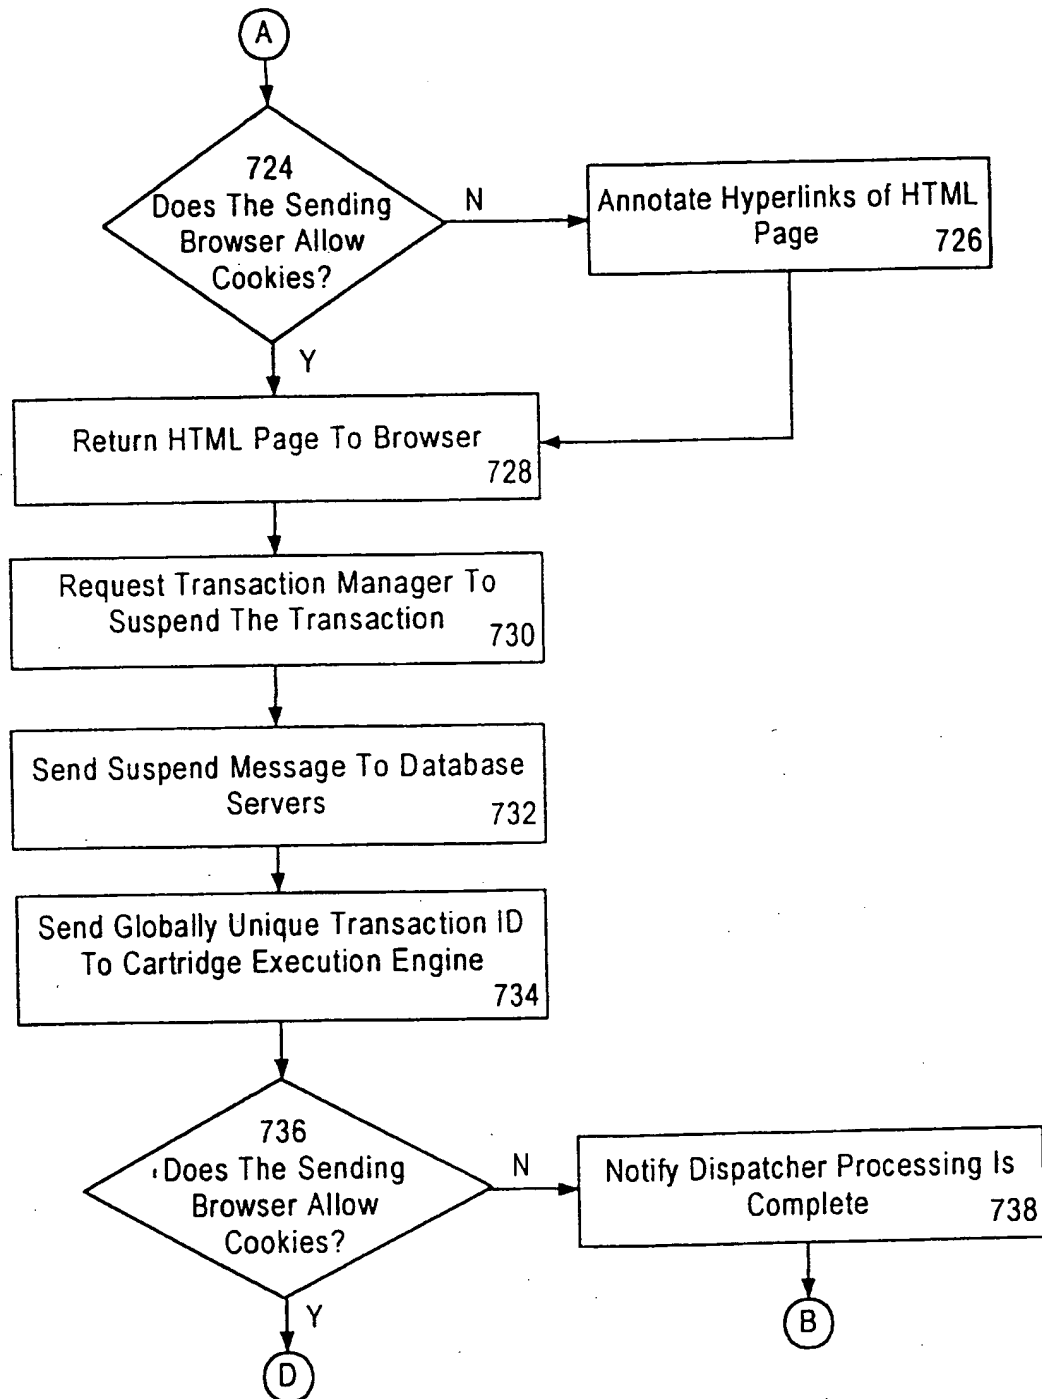 A
724
Does The Sending
Browser Allow
Cookies?
N
Annotate Hyperlinks of HTML
Page
726
Y
Return HTML Page To Browser
728
Request Transaction Manager To
Suspend The Transaction
730
Send Suspend Message To Database
Servers
732
Send Globally Unique Transaction ID
To Cartridge Execution Engine
734
736
Does The Sending
Browser Allow
Cookies?
N
Notify Dispatcher Processing Is
Complete
738
Y
B
D